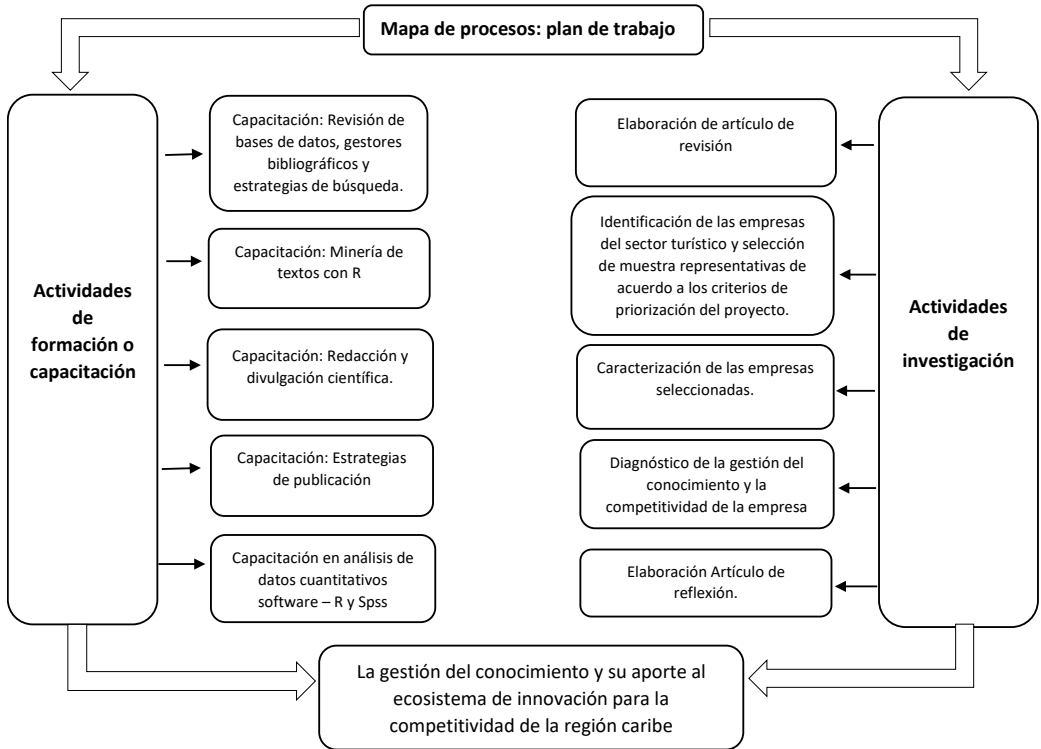 Mapa de procesos: plan de trabajo
Actividades
de
formación o
capacitación
Capacitación: Revisión de
bases de datos, gestores
bibliográficos y
estrategias de búsqueda.
Capacitación: Minería de
textos con R
Capacitación: Redacción y
divulgación científica.
Capacitación: Estrategias
de publicación
Capacitación en análisis de
datos cuantitativos
software – R y Spss
Elaboración de artículo de
revisión
Identificación de las empresas
del sector turístico y selección
de muestra representativas de
acuerdo a los criterios de
priorización del proyecto.
Caracterización de las empresas
seleccionadas.
Diagnóstico de la gestión del
conocimiento y la
competitividad de la empresa
Elaboración Artículo de
reflexión.
Actividades
de
investigación
La gestión del conocimiento y su aporte al
ecosistema de innovación para la
competitividad de la región caribe